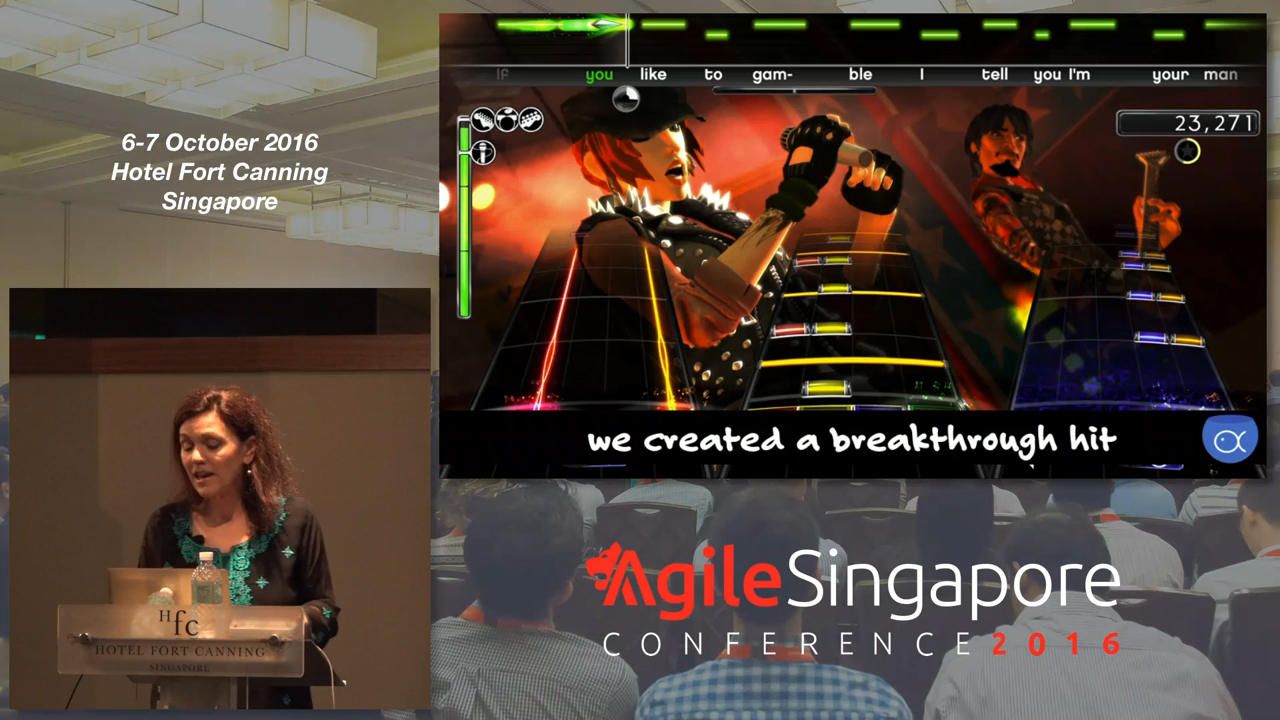 6-7 October 2016
Hotel Fort Canning
Singapore
If you like to gam- ble I tell you I'm your man
23,271
we created a breakthrough hit
Hfc
HOTEL FORT CANNING
SINGAPORE
AgileSingapore
CONFERENCE 2016